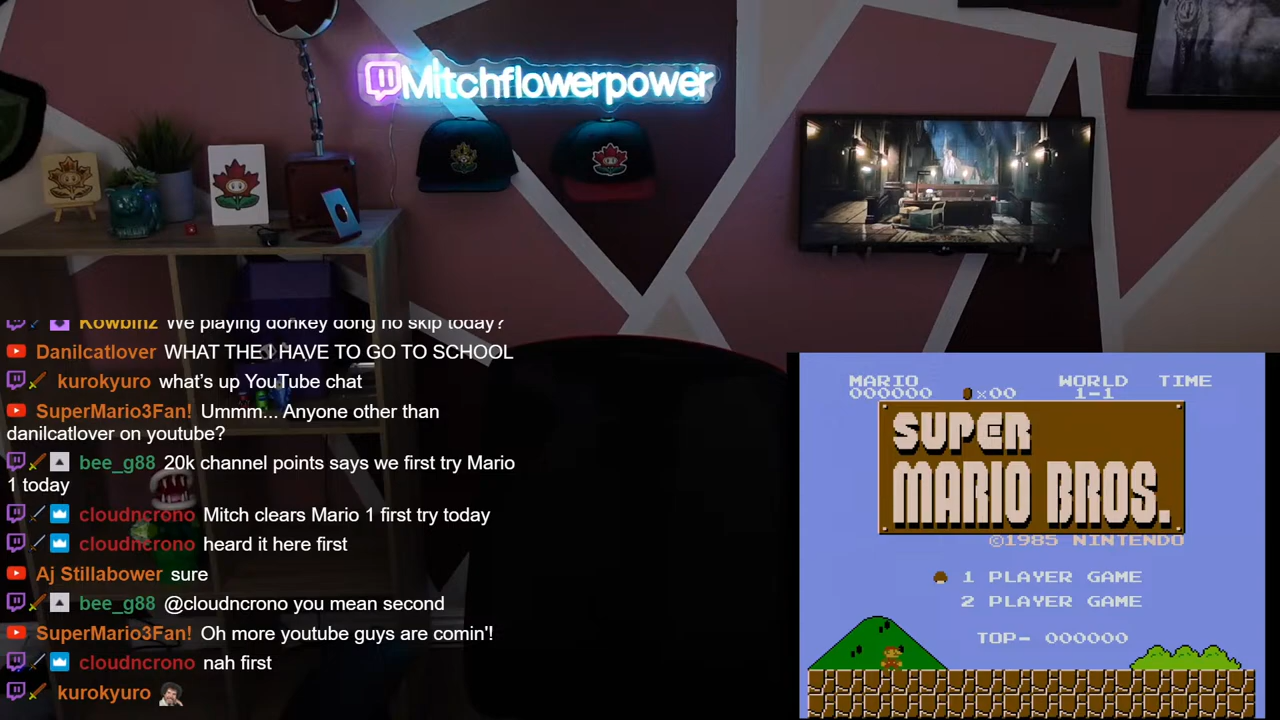 Mitchflowerpower
Kowbinz We playing donkey dong no skip today?
Danilcatlover WHAT THE I HAVE TO GO TO SCHOOL
kurokyuro what's up YouTube chat
SuperMario3Fan! Ummm... Anyone other than
danilcatlover on youtube?
bee_g88 20k channel points says we first try Mario
1 today
cloudncrono Mitch clears Mario 1 first try today
cloudncrono heard it here first
Aj Stillabower sure
bee_g88 @cloudncrono you mean second
SuperMario3Fan! Oh more youtube guys are comin'!
cloudncrono nah first
kurokyuro
MARIO WORLD TIME
000000 ×00 1-1
SUPER
MARIO BROS.
©1985 NINTENDO
1 PLAYER GAME
2 PLAYER GAME
TOP- 000000